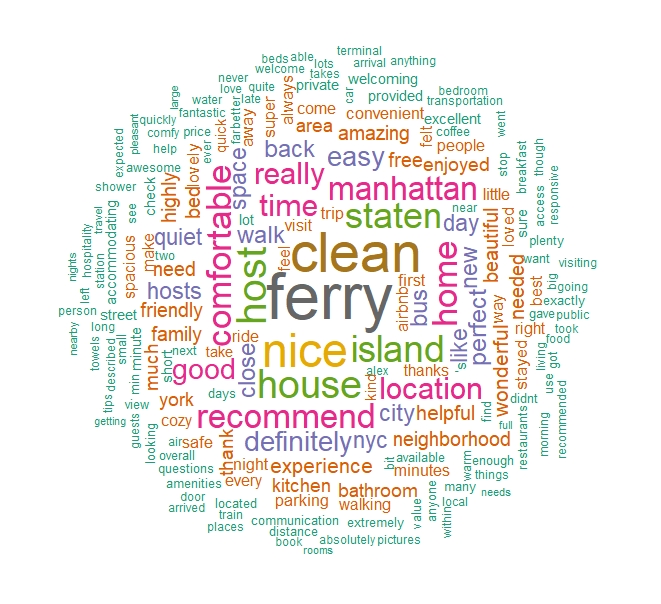 terminal
beds able
lots
arrival anything
welcome
takes
never
quite
private
car
welcoming
bedroom
love
late
always
provided
transportation
large
water
fantastic
farbetter
super
come
convenient
went
pleasant
quickly
price
quick
away
area
excellent
coffee
comfy
ever
amazing
felt
people
stop
expected
help
lovely
back
easy
free
enjoyed
breakfast
though
awesome
bed
space
really
manhattan
little
responsive
shower
check
highly
comfortable
time
trip
staten
near
day
beautiful
loved
sure
access
travel
see
accommodating
lot
visit
new
plenty
hospitality
station
two
make
quiet
walk
feel
clean
home
needed
want
visiting
nights
spacious
need
host
ferry
airbnb
first
bus
perfect
way
best
big
going
left
hosts
exactly
person
street
friendly
gave public
long
family
ride
nice
island
like
's
wonderful
right
took
nearby
towels
described
small
min minute
much
short
next
take
close
thanks
stayed
living
food
good
days
house
alex
kind
location
use
got
tips
view
york
recommend
city
helpful
find
didnt
recommended
getting
guests
cozy
definitely
nyc
neighborhood
full
restaurants
morning
looking
air
safe
thank
overall
night
experience
bit
available
minutes
warm
enough
questions
things
amenities
every
kitchen
bathroom
many
needs
door
arrived
located
parking
walking
value
anyone
within
local
train
places
communication
extremely
distance
book
absolutely
pictures
rooms